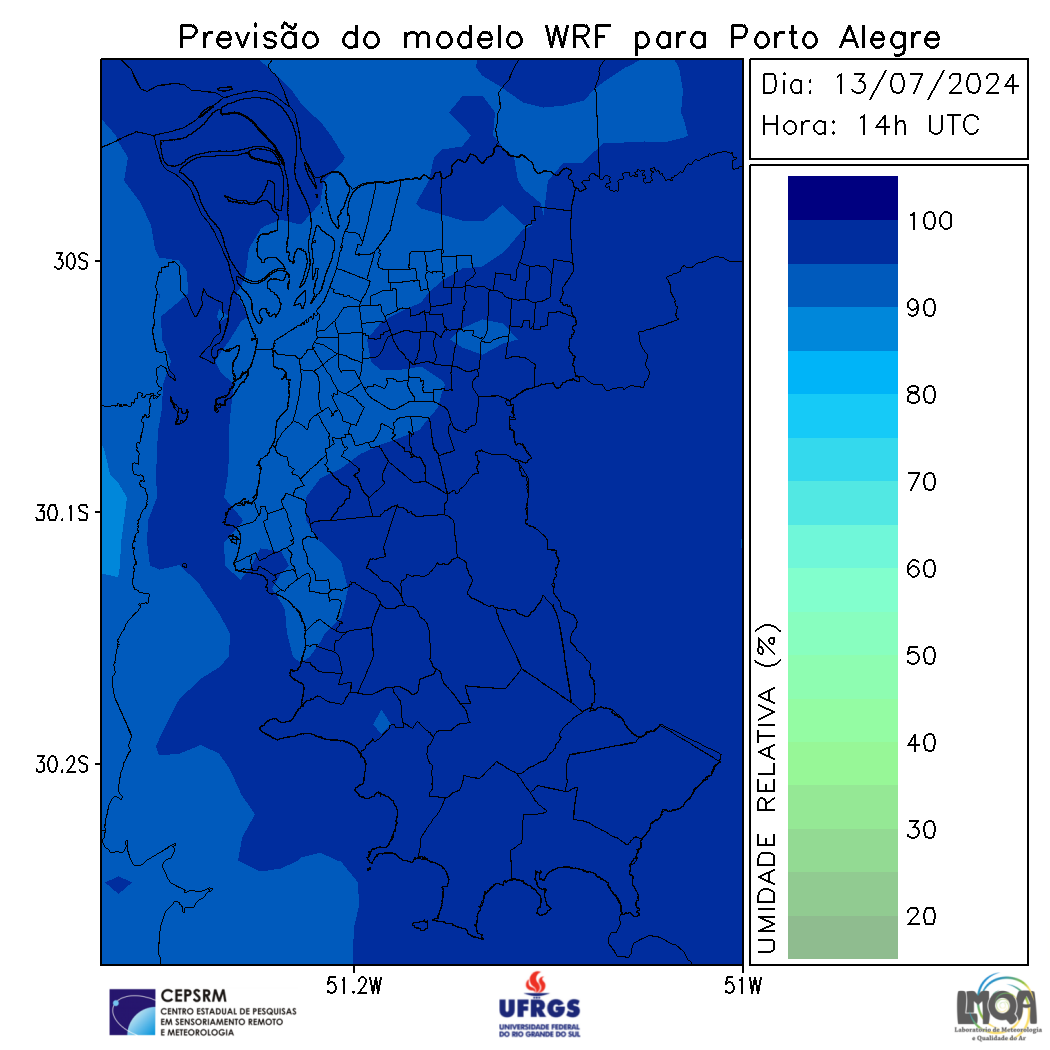 Previsão do modelo WRF para Porto Alegre
Dia: 13/07/2024
Hora: 14h UTC
100
90
80
70
60
50
40
30
20
UMIDADE RELATIVA (%)
30S
30.1S
30.2S
51.2W
51W
CEPSRM
CENTRO ESTADUAL DE PESQUISAS
EM SENSORIAMENTO REMOTO
E METEOROLOGIA
UFRGS
UNIVERSIDADE FEDERAL
DO RIO GRANDE DO SUL
LMQA
Laboratório de Meteorologia
e Qualidade do Ar